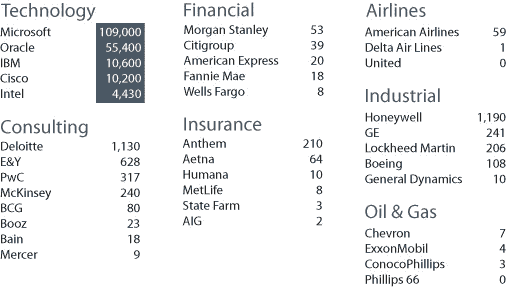 Technology
Microsoft 109,000
Oracle 55,400
IBM 10,600
Cisco 10,200
Intel 4,430
Consulting
Deloitte 1,130
E&Y 628
PwC 317
McKinsey 240
BCG 80
Booz 23
Bain 18
Mercer 9
Financial
Morgan Stanley 53
Citigroup 39
American Express 20
Fannie Mae 18
Wells Fargo 8
Insurance
Anthem 210
Aetna 64
Humana 10
MetLife 8
State Farm 3
AIG 2
Airlines
American Airlines 59
Delta Air Lines 1
United 0
Industrial
Honeywell 1,190
GE 241
Lockheed Martin 206
Boeing 108
General Dynamics 10
Oil & Gas
Chevron 7
ExxonMobil 4
ConocoPhillips 3
Phillips 66 0